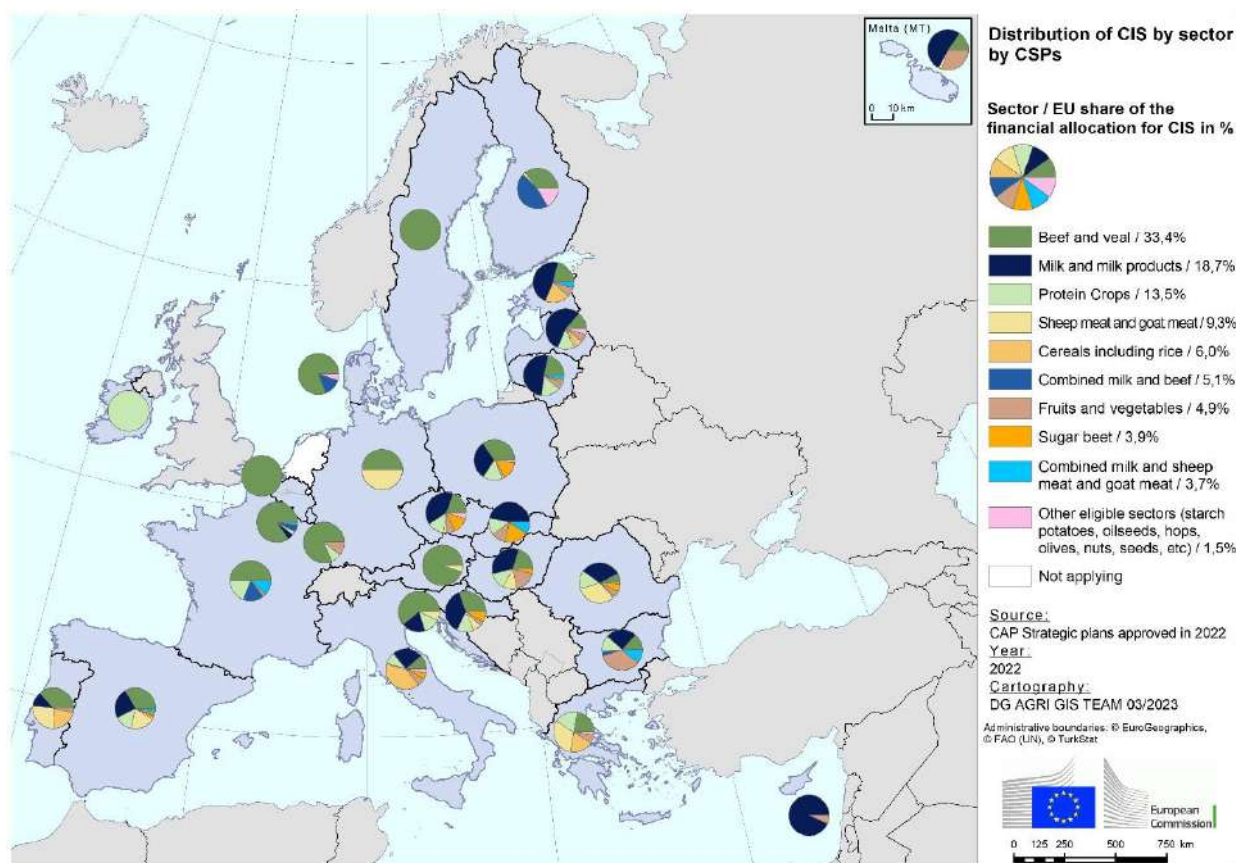 Malta (MT)
0 10 km
Distribution of CIS by sector
by CSPs
Sector / EU share of the
financial allocation for CIS in %
Beef and veal / 33,4%
Milk and milk products / 18,7%
Protein Crops / 13,5%
Sheep meat and goat meat / 9,3%
Cereals including rice / 6,0%
Combined milk and beef / 5,1%
Fruits and vegetables / 4,9%
Sugar beet / 3,9%
Combined milk and sheep
meat and goat meat / 3,7%
Other eligible sectors (starch
potatoes, oilseeds, hops,
olives, nuts, seeds, etc) / 1,5%
Not applying
Source:
CAP Strategic plans approved in 2022
Year:
2022
Cartography:
DG AGRI GIS TEAM 03/2023
Administrative boundaries: © EuroGeographics,
© FAO (UN), © TurkStat
European
Commission
0 125 250 500 750 km